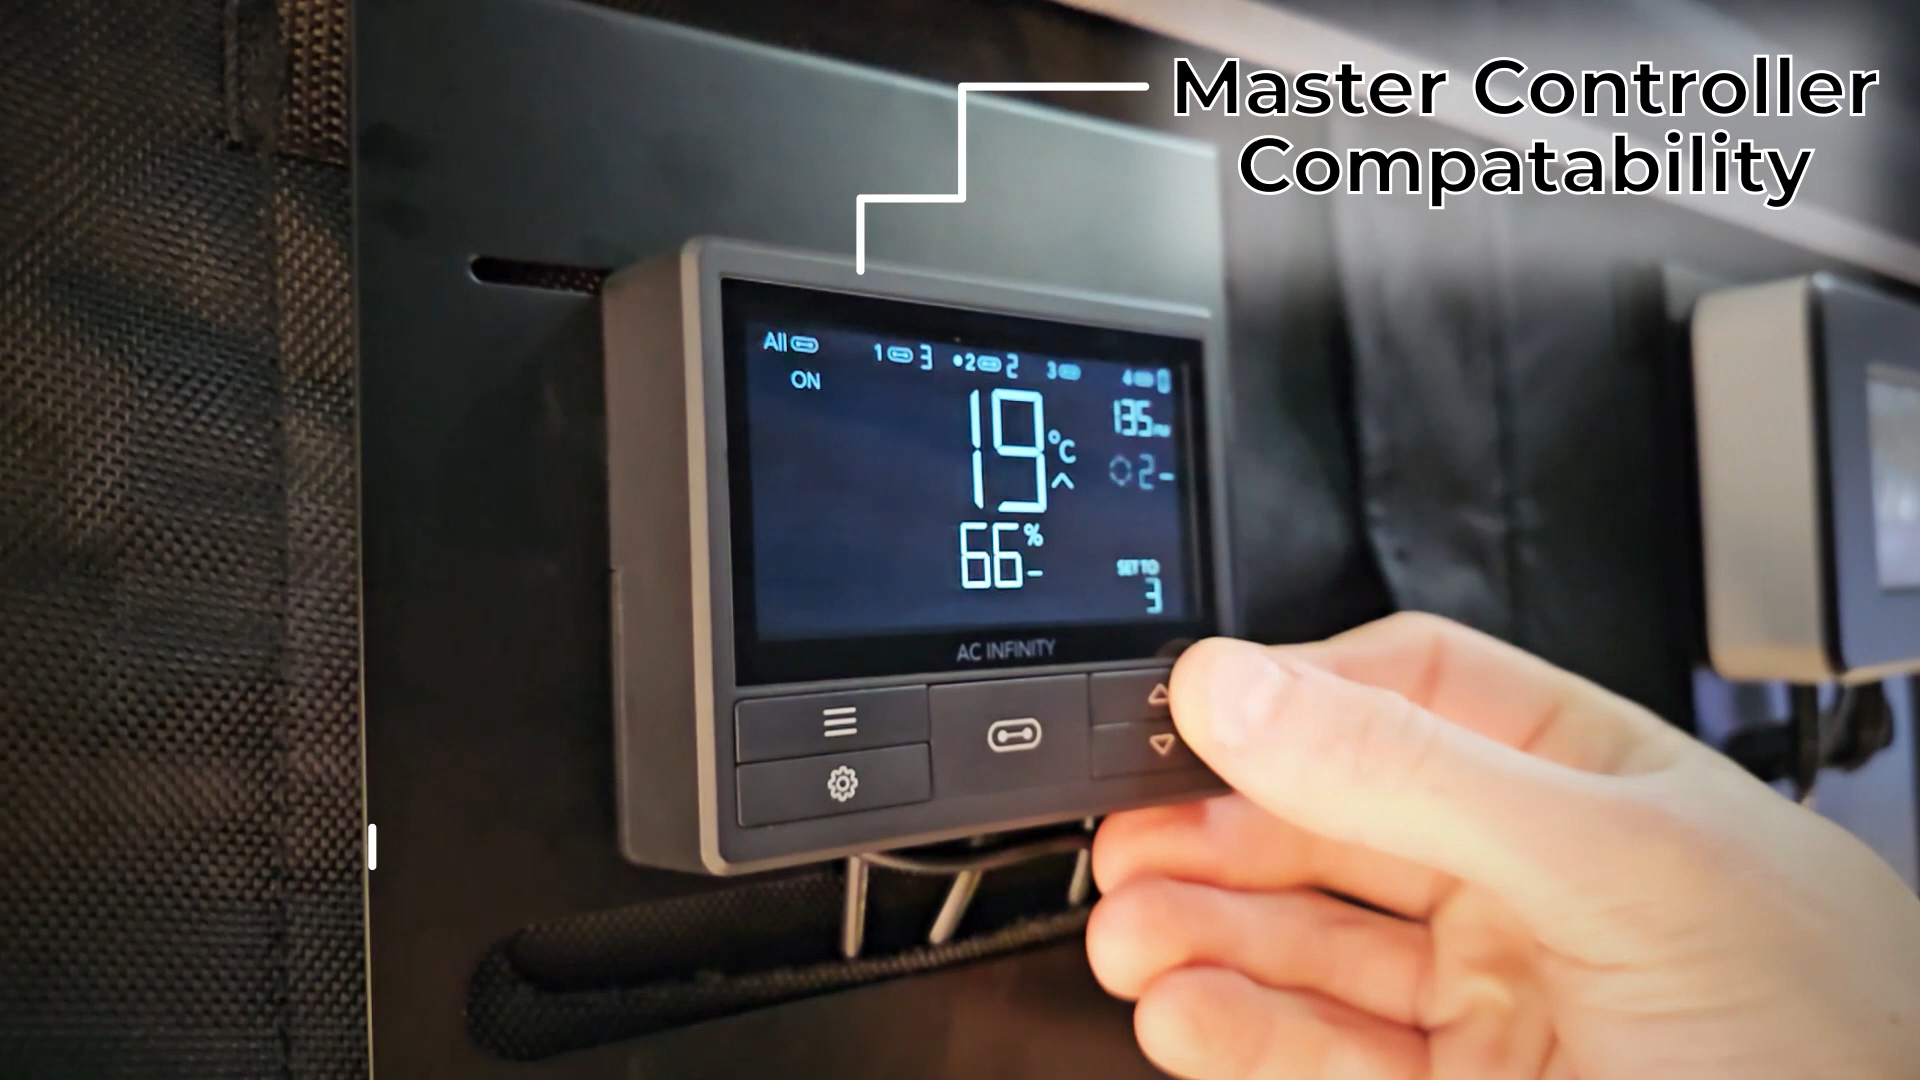 Master Controller
Compatability
All 1 3 •2 2 3 4
ON
19 °C
135
2 -
66 % -
SET TO
3
AC INFINITY